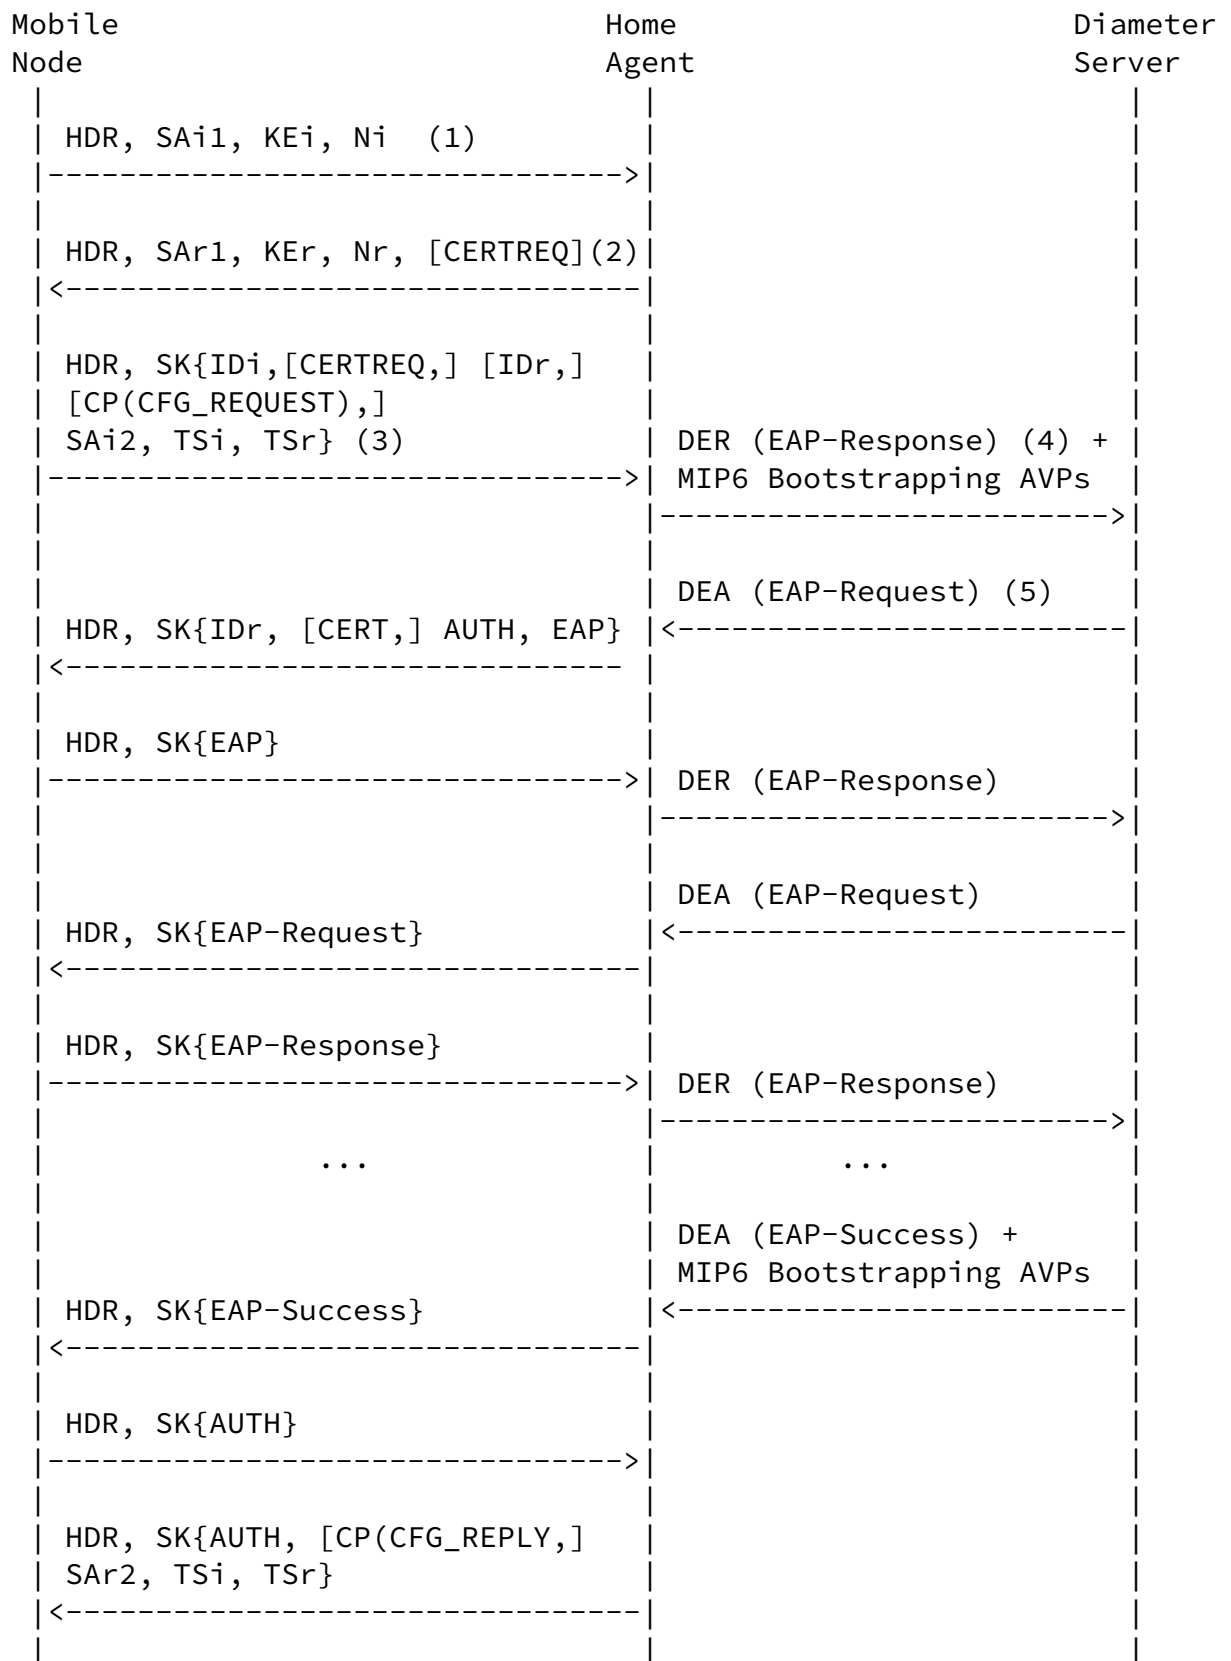 Mobile Home Diameter
Node Agent Server
HDR, SAi1, KEi, Ni (1)
HDR, SAr1, KEr, Nr, [CERTREQ](2)
HDR, SK{IDi,[CERTREQ,] [IDr,]
[CP(CFG_REQUEST),]
SAi2, TSi, TSr} (3) DER (EAP-Response) (4) +
MIP6 Bootstrapping AVPs
DEA (EAP-Request) (5)
HDR, SK{IDr, [CERT,] AUTH, EAP}
HDR, SK{EAP}
DER (EAP-Response)
DEA (EAP-Request)
HDR, SK{EAP-Request}
HDR, SK{EAP-Response}
DER (EAP-Response)
... ...
DEA (EAP-Success) +
MIP6 Bootstrapping AVPs
HDR, SK{EAP-Success}
HDR, SK{AUTH}
HDR, SK{AUTH, [CP(CFG_REPLY,]
SAr2, TSi, TSr}